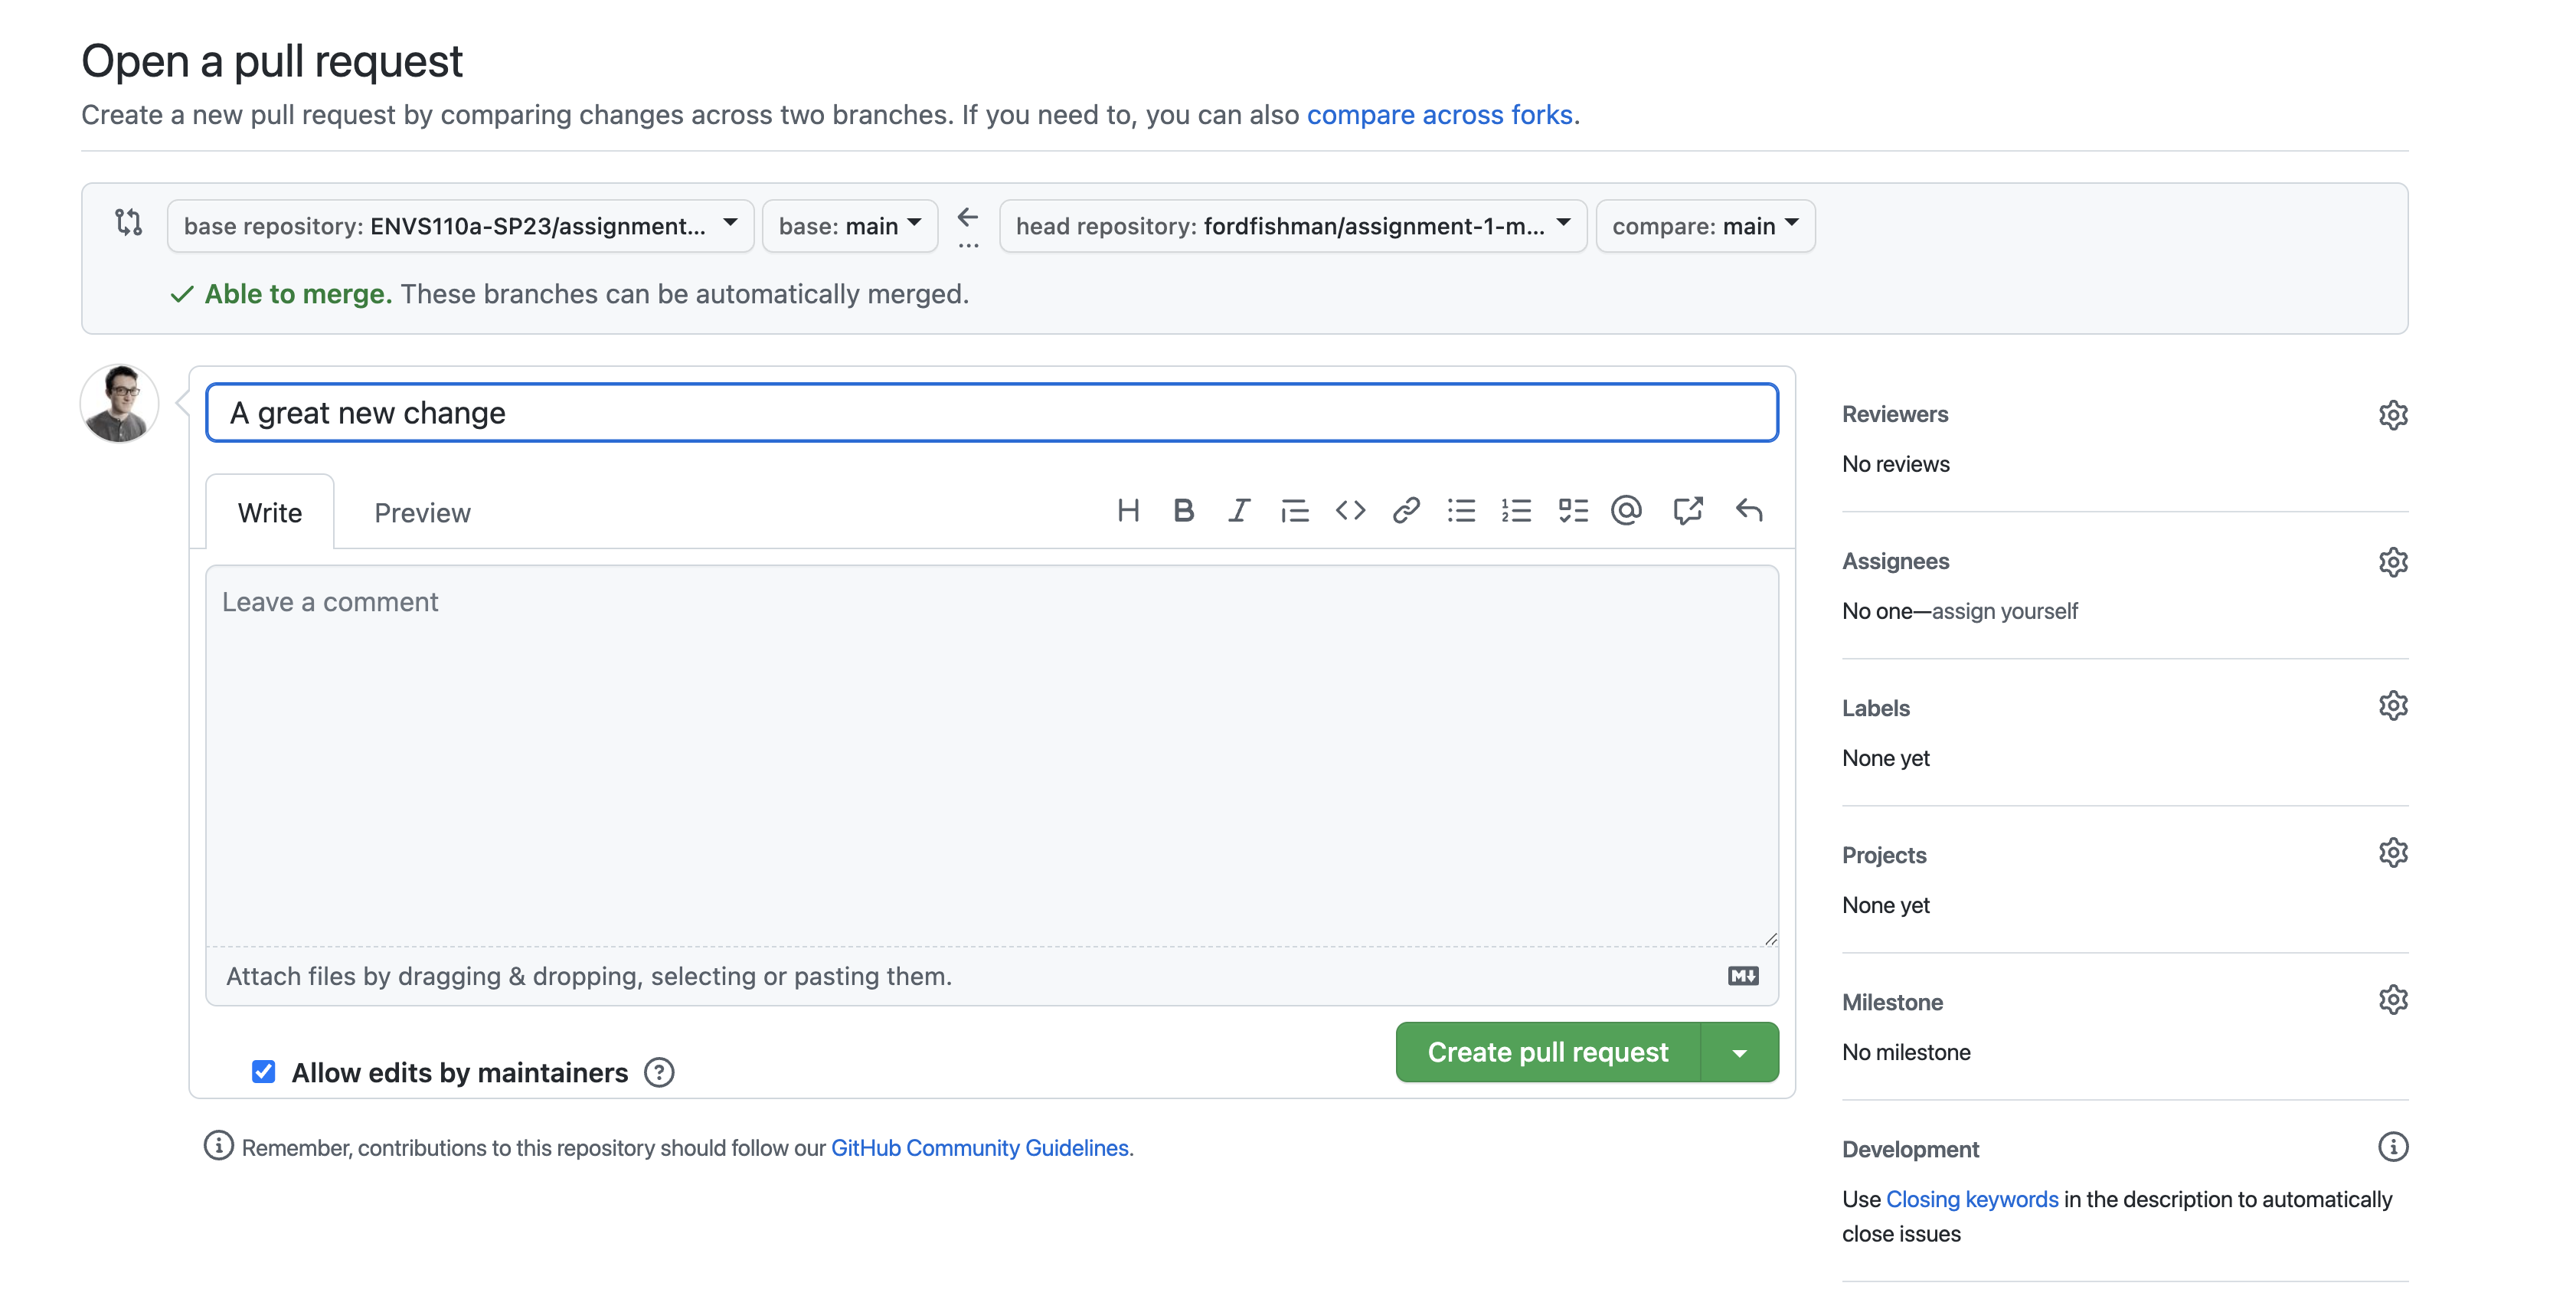 Open a pull request
Create a new pull request by comparing changes across two branches. If you need to, you can also compare across forks.
base repository: ENVS110a-SP23/assignment... base: main ← ... head repository: fordfishman/assignment-1-m... compare: main
✓ Able to merge. These branches can be automatically merged.
A great new change
Write Preview H B I <> @
Leave a comment
Attach files by dragging & dropping, selecting or pasting them.
Allow edits by maintainers ?
Create pull request
Remember, contributions to this repository should follow our GitHub Community Guidelines.
Reviewers
No reviews
Assignees
No one—assign yourself
Labels
None yet
Projects
None yet
Milestone
No milestone
Development
Use Closing keywords in the description to automatically
close issues